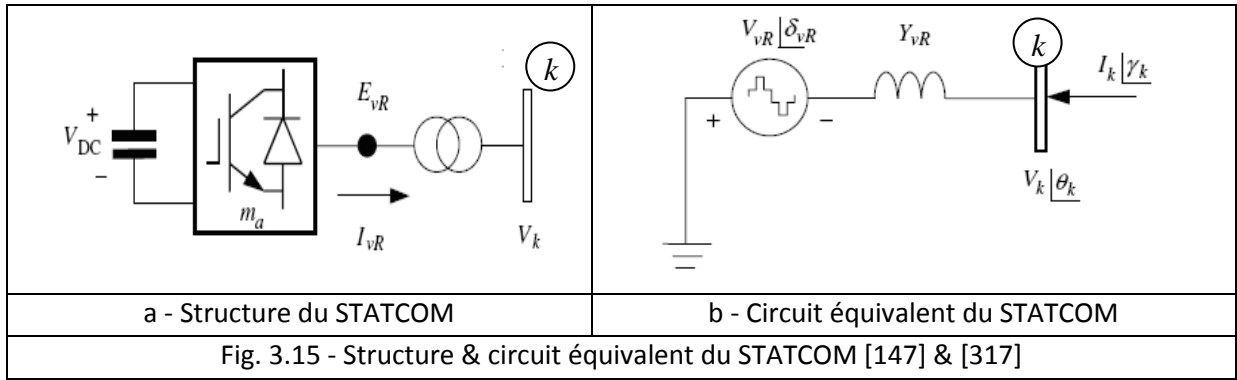 k
E_vR
+
V_DC
–
m_a
I_vR
V_k
V_vR|δ_vR
Y_vR
k
I_k|γ_k
+
–
V_k|θ_k
a - Structure du STATCOM
b - Circuit équivalent du STATCOM
Fig. 3.15 - Structure & circuit équivalent du STATCOM [147] & [317]